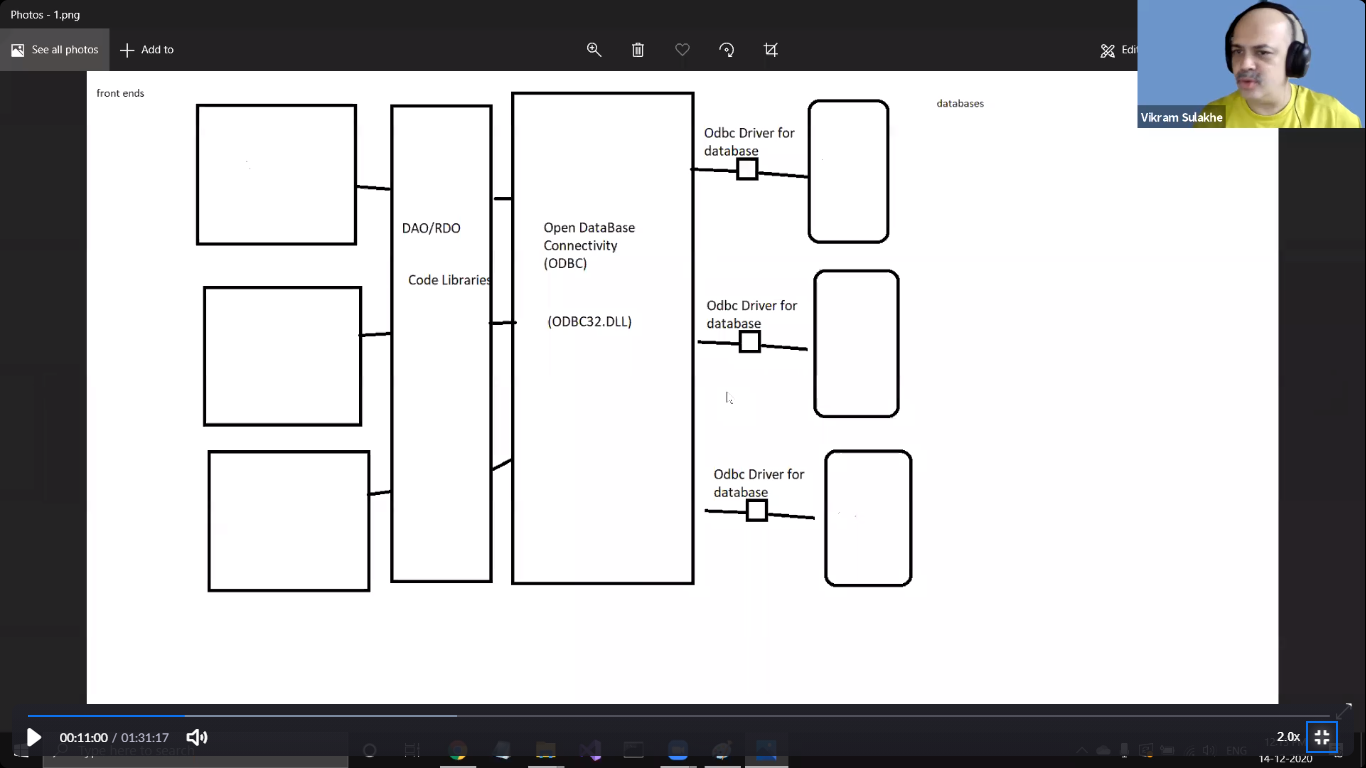 Photos - 1.png
See all photos
Add to
Edit
Vikram Sulakhe
front ends
databases
DAO/RDO
Code Libraries
Open DataBase
Connectivity
(ODBC)
(ODBC32.DLL)
Odbc Driver for
database
Odbc Driver for
database
Odbc Driver for
database
00:11:00 / 01:31:17
2.0x
Type here to search
ENG
14-12-2020